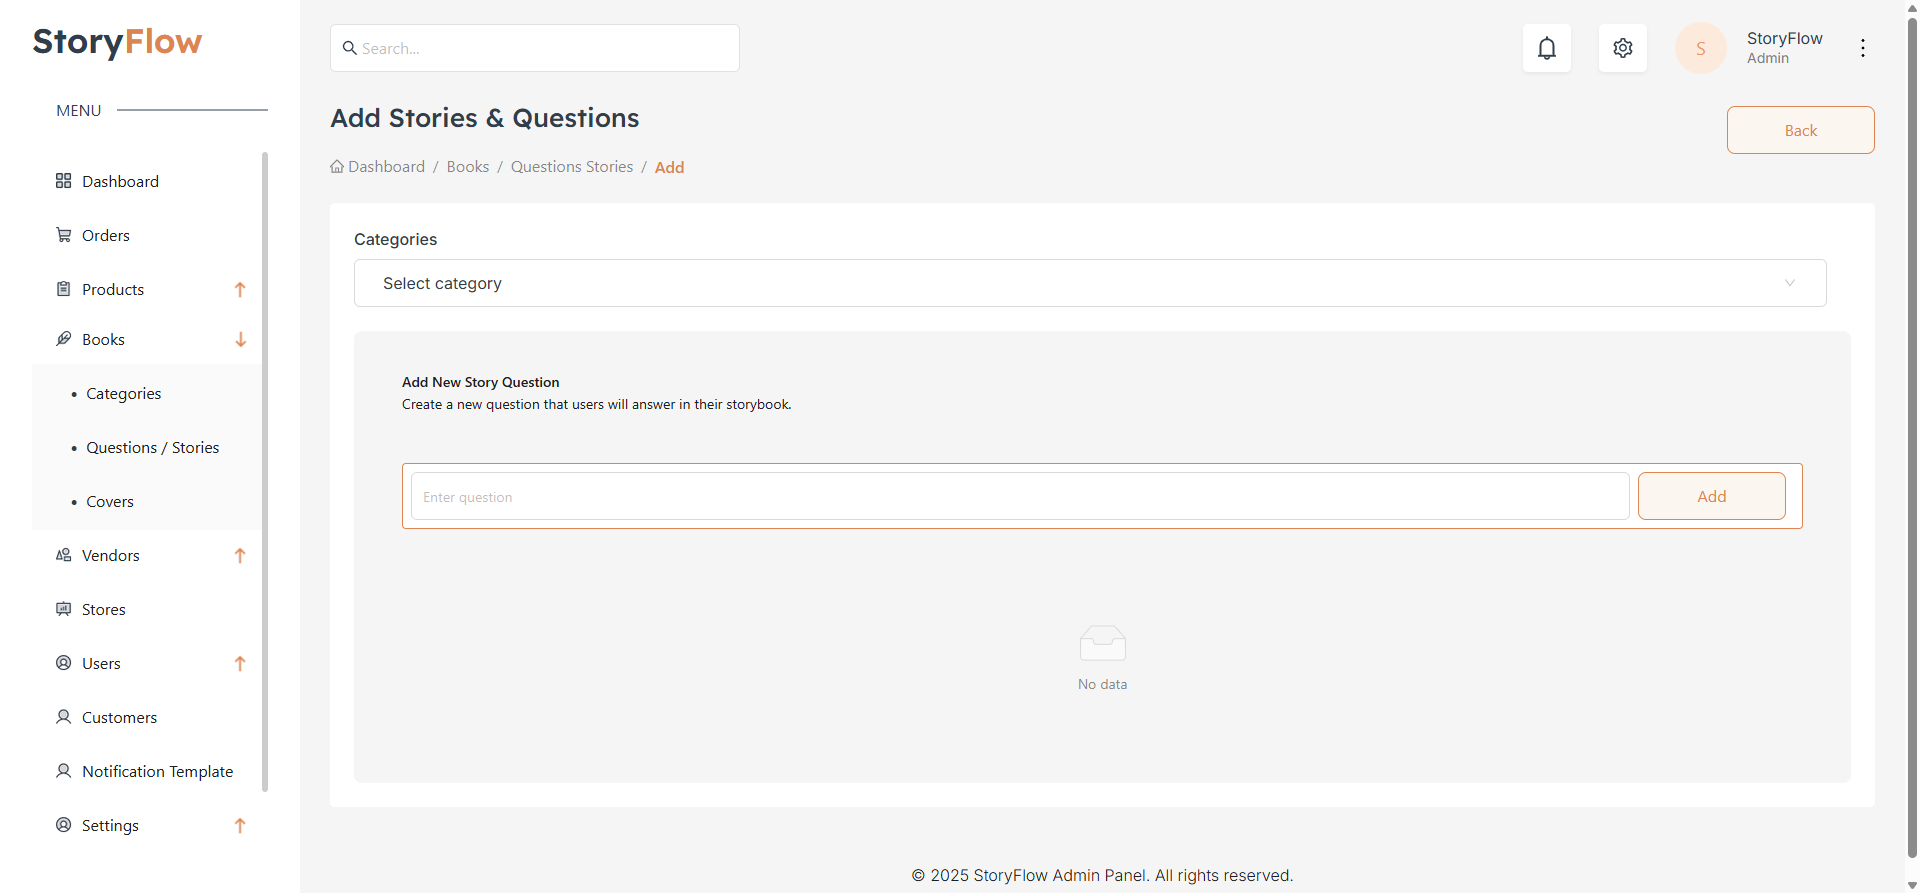 StoryFlow
MENU
Dashboard
Orders
Products
Books
• Categories
• Questions / Stories
• Covers
Vendors
Stores
Users
Customers
Notification Template
Settings
Search...
S
StoryFlow
Admin
Add Stories & Questions
Back
Dashboard / Books / Questions Stories / Add
Categories
Select category
Add New Story Question
Create a new question that users will answer in their storybook.
Enter question
Add
No data
© 2025 StoryFlow Admin Panel. All rights reserved.